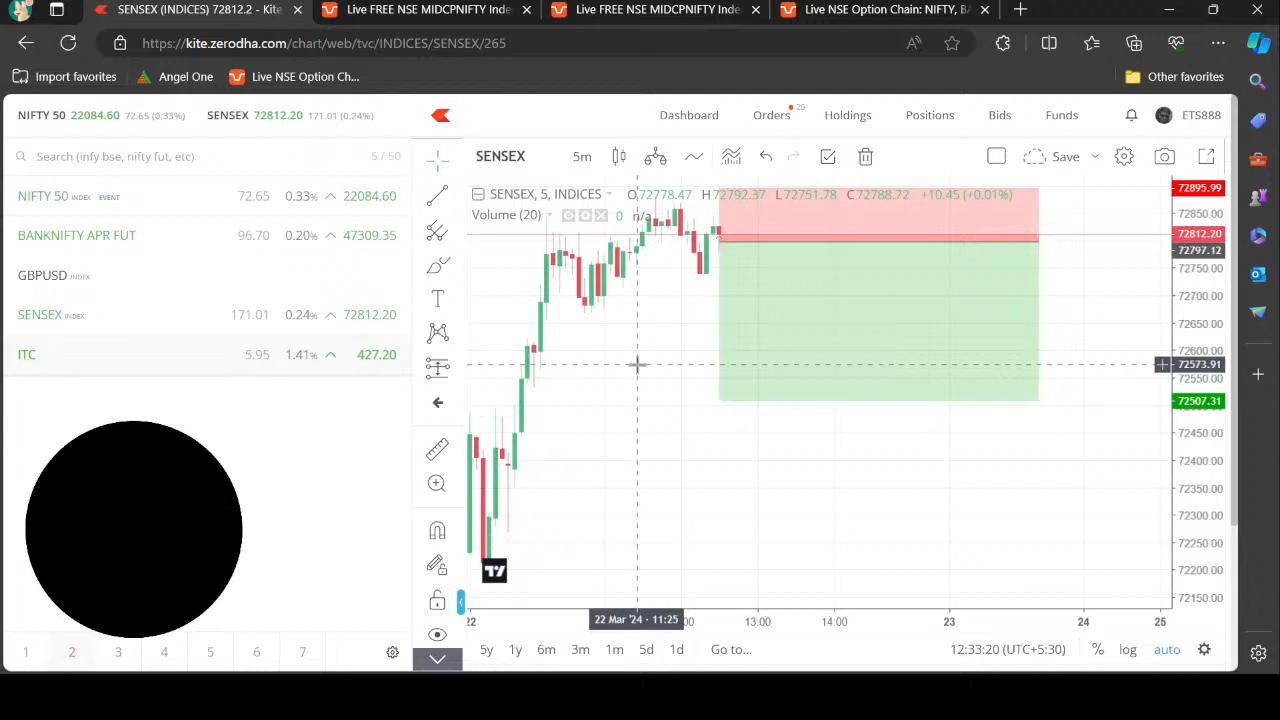 SENSEX (INDICES) 72812.2 - Kite
Live FREE NSE MIDCPNIFTY Inde
Live FREE NSE MIDCPNIFTY Inde
Live NSE Option Chain: NIFTY, BA
https://kite.zerodha.com/chart/web/tvc/INDICES/SENSEX/265
Import favorites Angel One Live NSE Option Ch... Other favorites
NIFTY 50 22084.60 72.65 (0.33%) SENSEX 72812.20 171.01 (0.24%)
Dashboard Orders 20 Holdings Positions Bids Funds ETS888
Search (infy bse, nifty fut, etc) 5 / 50
SENSEX 5m Save
NIFTY 50 INDEX EVENT 72.65 0.33% 22084.60
BANKNIFTY APR FUT 96.70 0.20% 47309.35
GBPUSD INDEX
SENSEX INDEX 171.01 0.24% 72812.20
ITC 5.95 1.41% 427.20
1 2 3 4 5 6 7
SENSEX, 5, INDICES O72778.47 H72792.37 L72751.78 C72788.72 +10.45 (+0.01%)
Volume (20) 0 n/a
72895.99
72850.00
72812.20
72797.12
72750.00
72700.00
72650.00
72600.00
72573.91
72550.00
72507.31
72450.00
72400.00
72350.00
72300.00
72250.00
72200.00
72150.00
22 Mar '24 - 11:25
13:00 14:00 23 24 25
5y 1y 6m 3m 1m 5d 1d Go to... 12:33:20 (UTC+5:30) % log auto